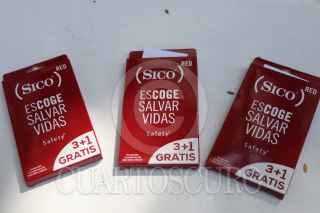 (SICO)
RED
ESCOGE
SALVAR
VIDAS
Safety
3+1
GRATIS
(SICO)
RED
ESCOGE
SALVAR
VIDAS
Safety
3+1
GRATIS
(SICO)
RED
ESCOGE
SALVAR
VIDAS
Safety
3+1
GRATIS
CUARTOSCURO